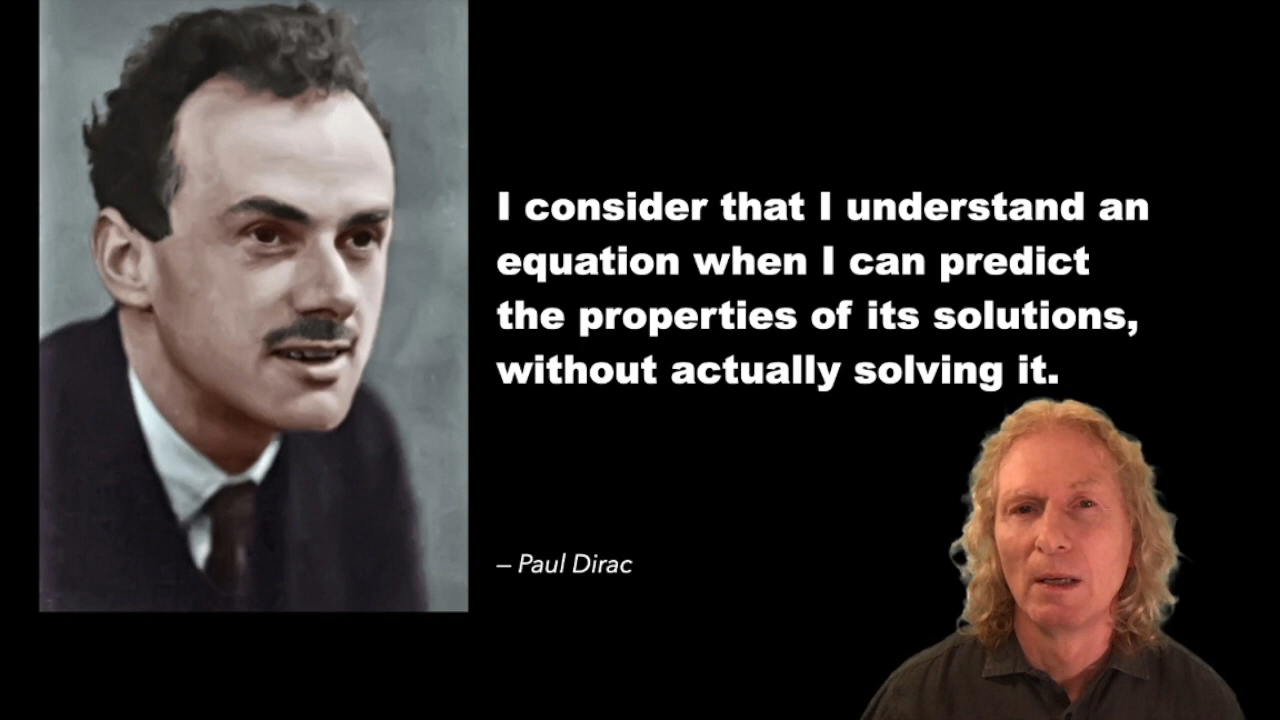 I consider that I understand an
equation when I can predict
the properties of its solutions,
without actually solving it.
– Paul Dirac